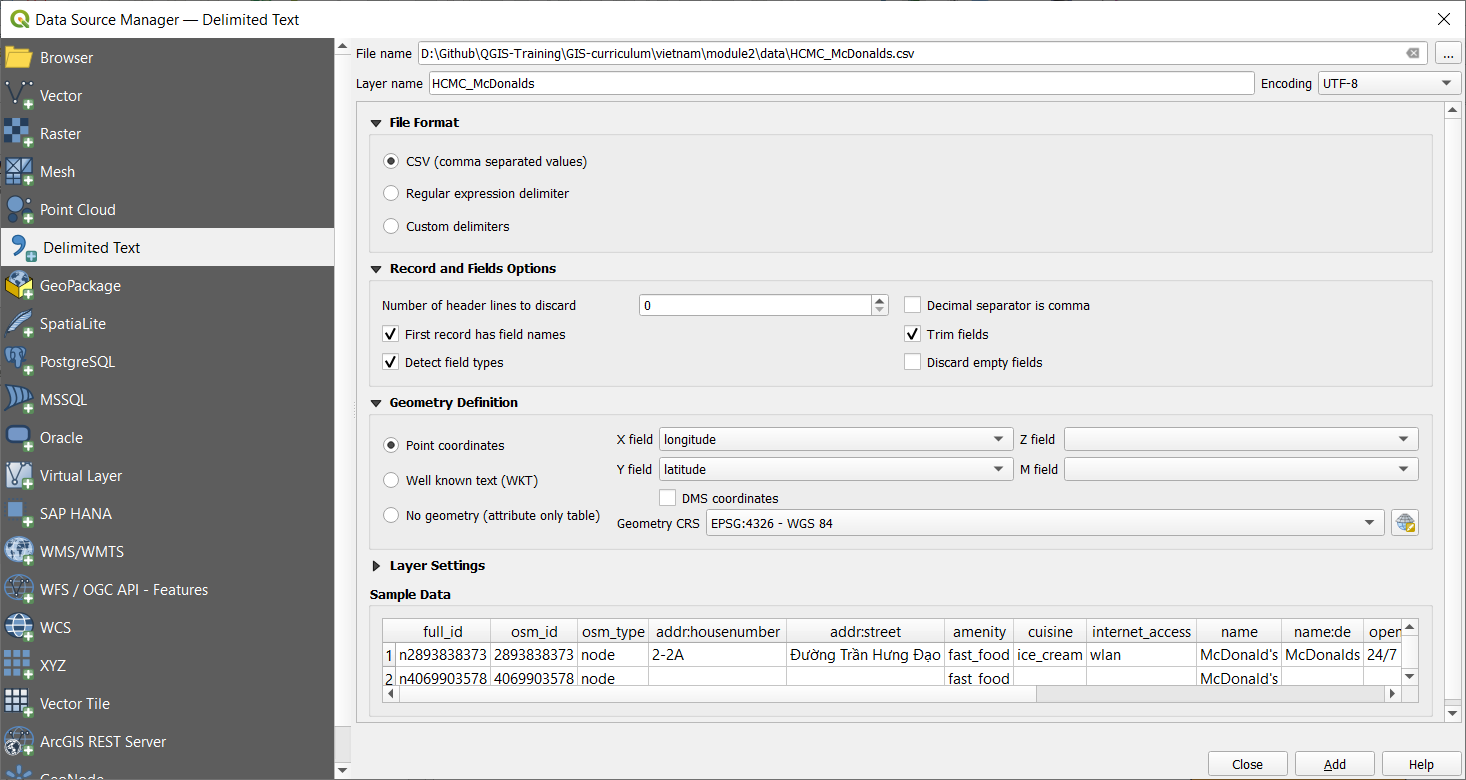 Data Source Manager — Delimited Text
Browser
Vector
Raster
Mesh
Point Cloud
Delimited Text
GeoPackage
SpatiaLite
PostgreSQL
MSSQL
Oracle
Virtual Layer
SAP HANA
WMS/WMTS
WFS / OGC API - Features
WCS
XYZ
Vector Tile
ArcGIS REST Server
GeoNode
File name D:\Github\QGIS-Training\GIS-curriculum\vietnam\module2\data\HCMC_McDonalds.csv ...
Layer name HCMC_McDonalds Encoding UTF-8
File Format
CSV (comma separated values)
Regular expression delimiter
Custom delimiters
Record and Fields Options
Number of header lines to discard 0 Decimal separator is comma
First record has field names Trim fields
Detect field types Discard empty fields
Geometry Definition
Point coordinates X field longitude Z field
Y field latitude M field
Well known text (WKT)
DMS coordinates
No geometry (attribute only table)
Geometry CRS EPSG:4326 - WGS 84
Layer Settings
Sample Data
full_id osm_id osm_type addr:housenumber addr:street amenity cuisine internet_access name name:de open
1 n2893838373 2893838373 node 2-2A Đường Trần Hưng Đạo fast_food ice_cream wlan McDonald's McDonalds 24/7
2 n4069903578 4069903578 node fast_food McDonald's
Close Add Help